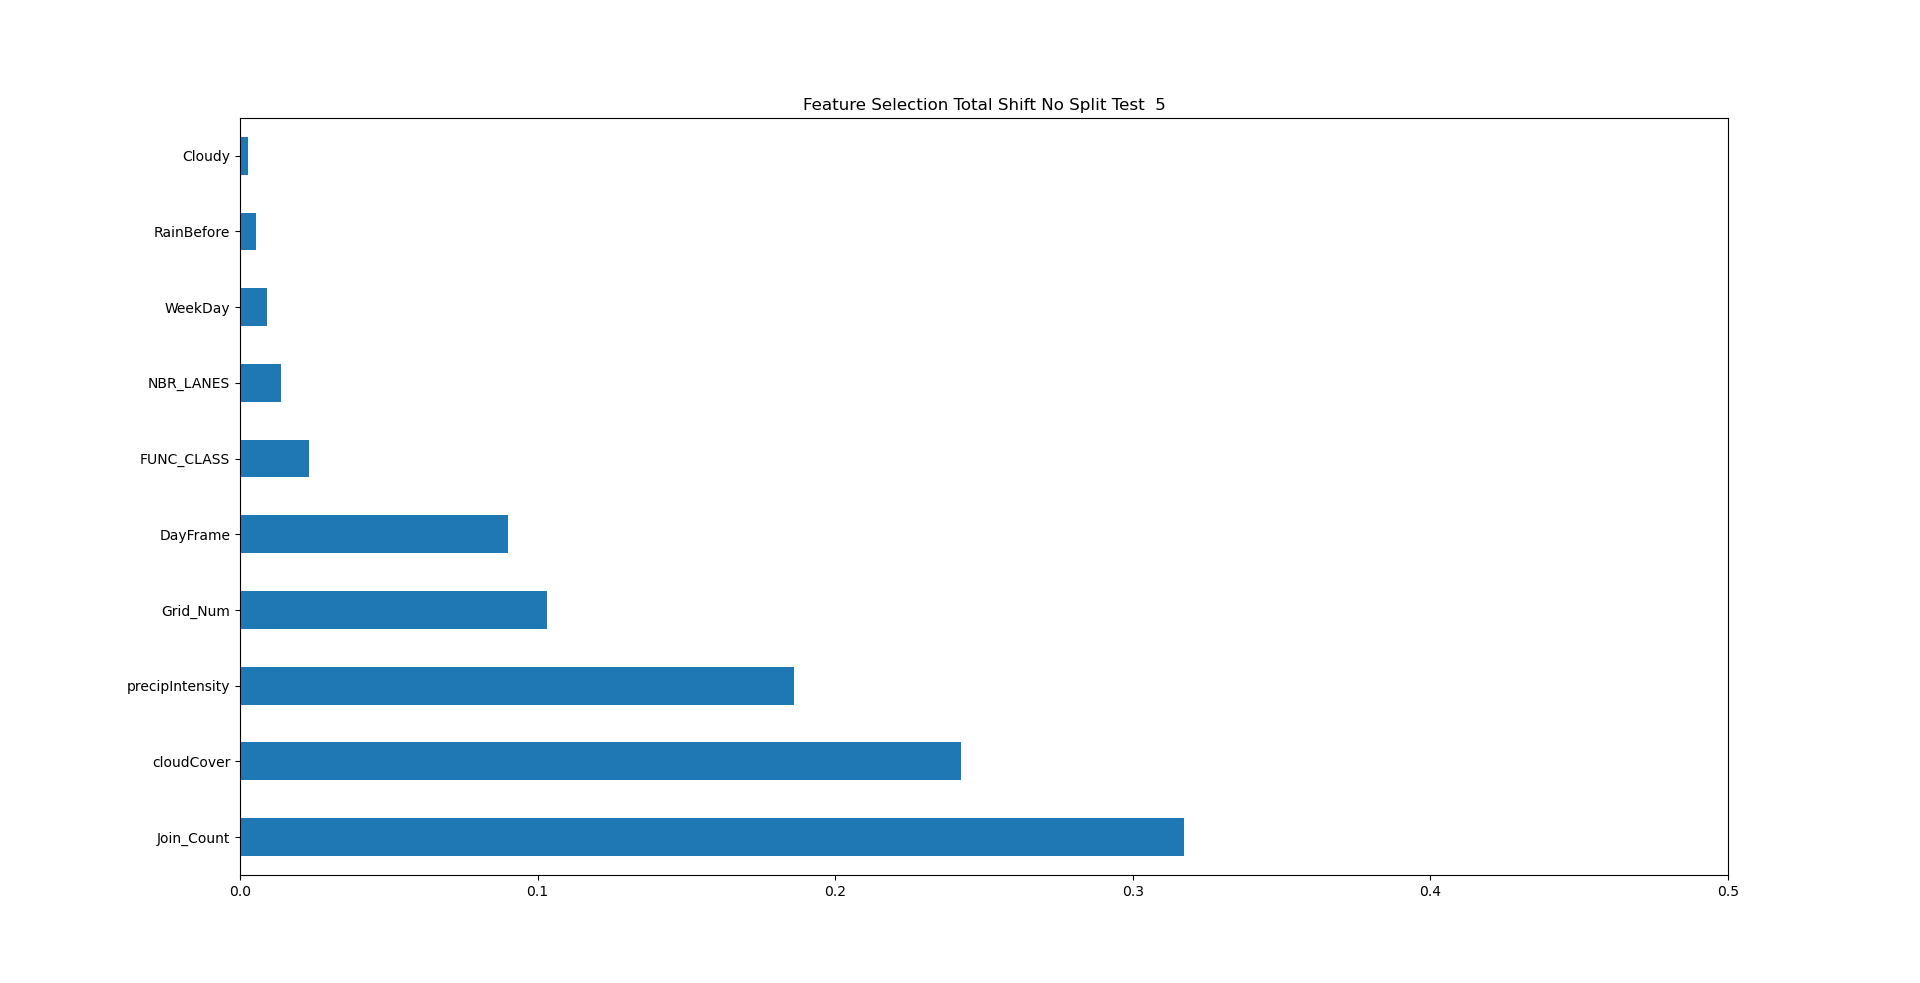 Feature Selection Total Shift No Split Test  5
Cloudy
RainBefore
WeekDay
NBR_LANES
FUNC_CLASS
DayFrame
Grid_Num
precipIntensity
cloudCover
Join_Count
0.0 0.1 0.2 0.3 0.4 0.5